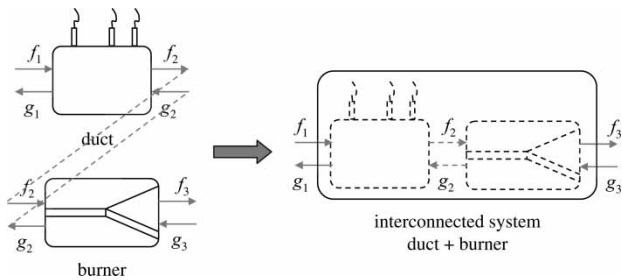 f1 f2
g1 g2
duct
f2 f3
g2 g3
burner
f1 f2 f3
g1 g2 g3
interconnected system
duct + burner